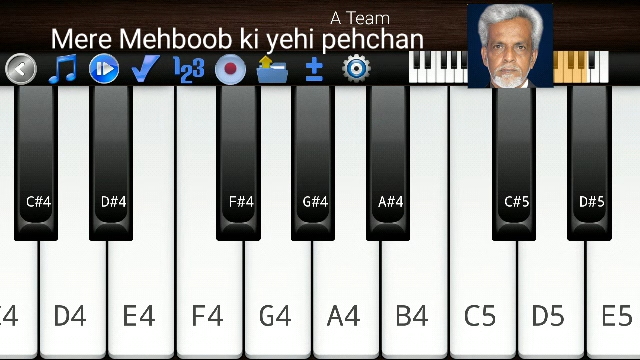 A Team
Mere Mehboob ki yehi pehchan
123
C#4 D#4 F#4 G#4 A#4 C#5 D#5
C4 D4 E4 F4 G4 A4 B4 C5 D5 E5